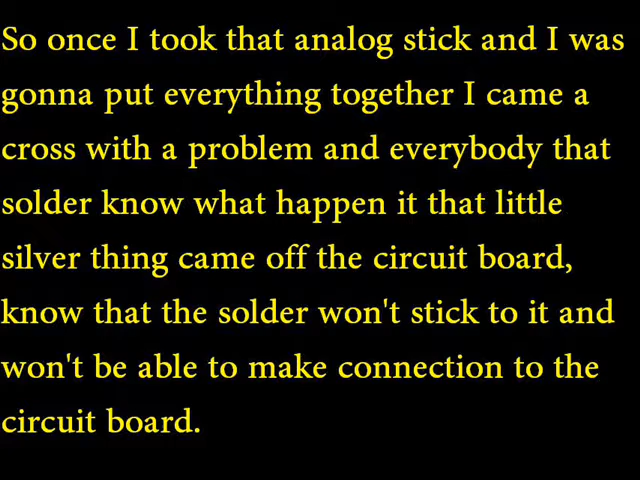 So once I took that analog stick and I was
gonna put everything together I came a
cross with a problem and everybody that
solder know what happen it that little
silver thing came off the circuit board,
know that the solder won't stick to it and
won't be able to make connection to the
circuit board.